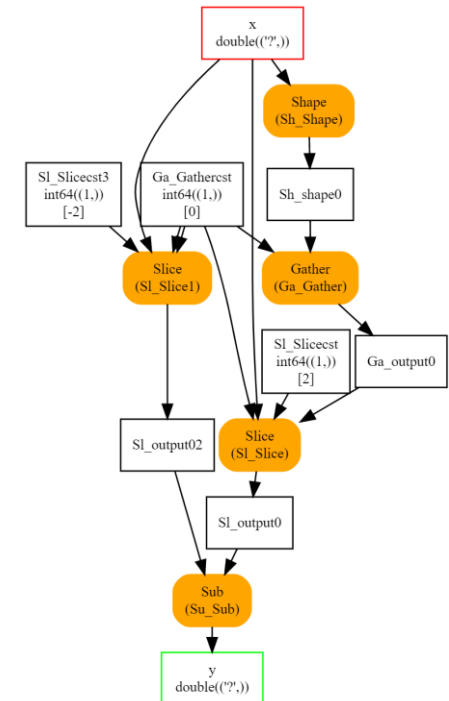 x
double(('?',))
Shape
(Sh_Shape)
Sl_Slicecst3
int64((1,))
[-2]
Ga_Gathercst
int64((1,))
[0]
Sh_shape0
Slice
(Sl_Slice1)
Gather
(Ga_Gather)
Sl_Slicecst
int64((1,))
[2]
Ga_output0
Sl_output02
Slice
(Sl_Slice)
Sl_output0
Sub
(Su_Sub)
y
double(('?',))